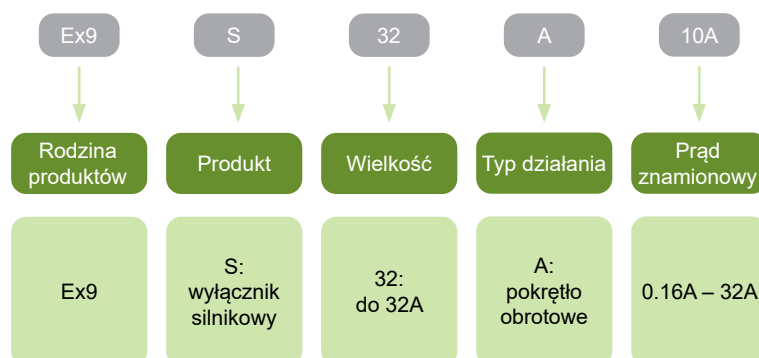 Ex9
S
32
A
10A
Rodzina
produktów
Produkt
Wielkość
Typ działania
Prąd
znamionowy
Ex9
S:
wyłącznik
silnikowy
32:
do 32A
A:
pokrętło
obrotowe
0.16A – 32A